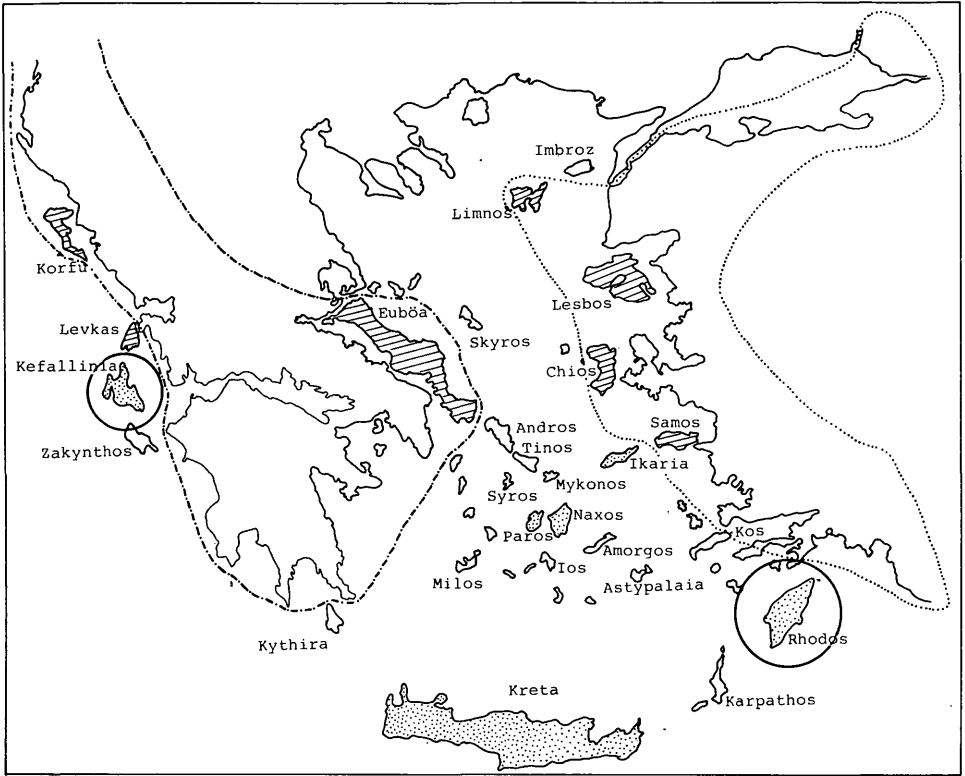 Imbroz
Limnos
Korfu
Lesbos
Euböa
Levkas
Skyros
Kefallinia
Chios
Samos
Andros
Zakynthos
Tinos
Ikaria
Syros
Mykonos
Naxos
Paros
Kos
Amorgos
Ios
Milos
Astypalaia
Rhodos
Kythira
Kreta
Karpathos